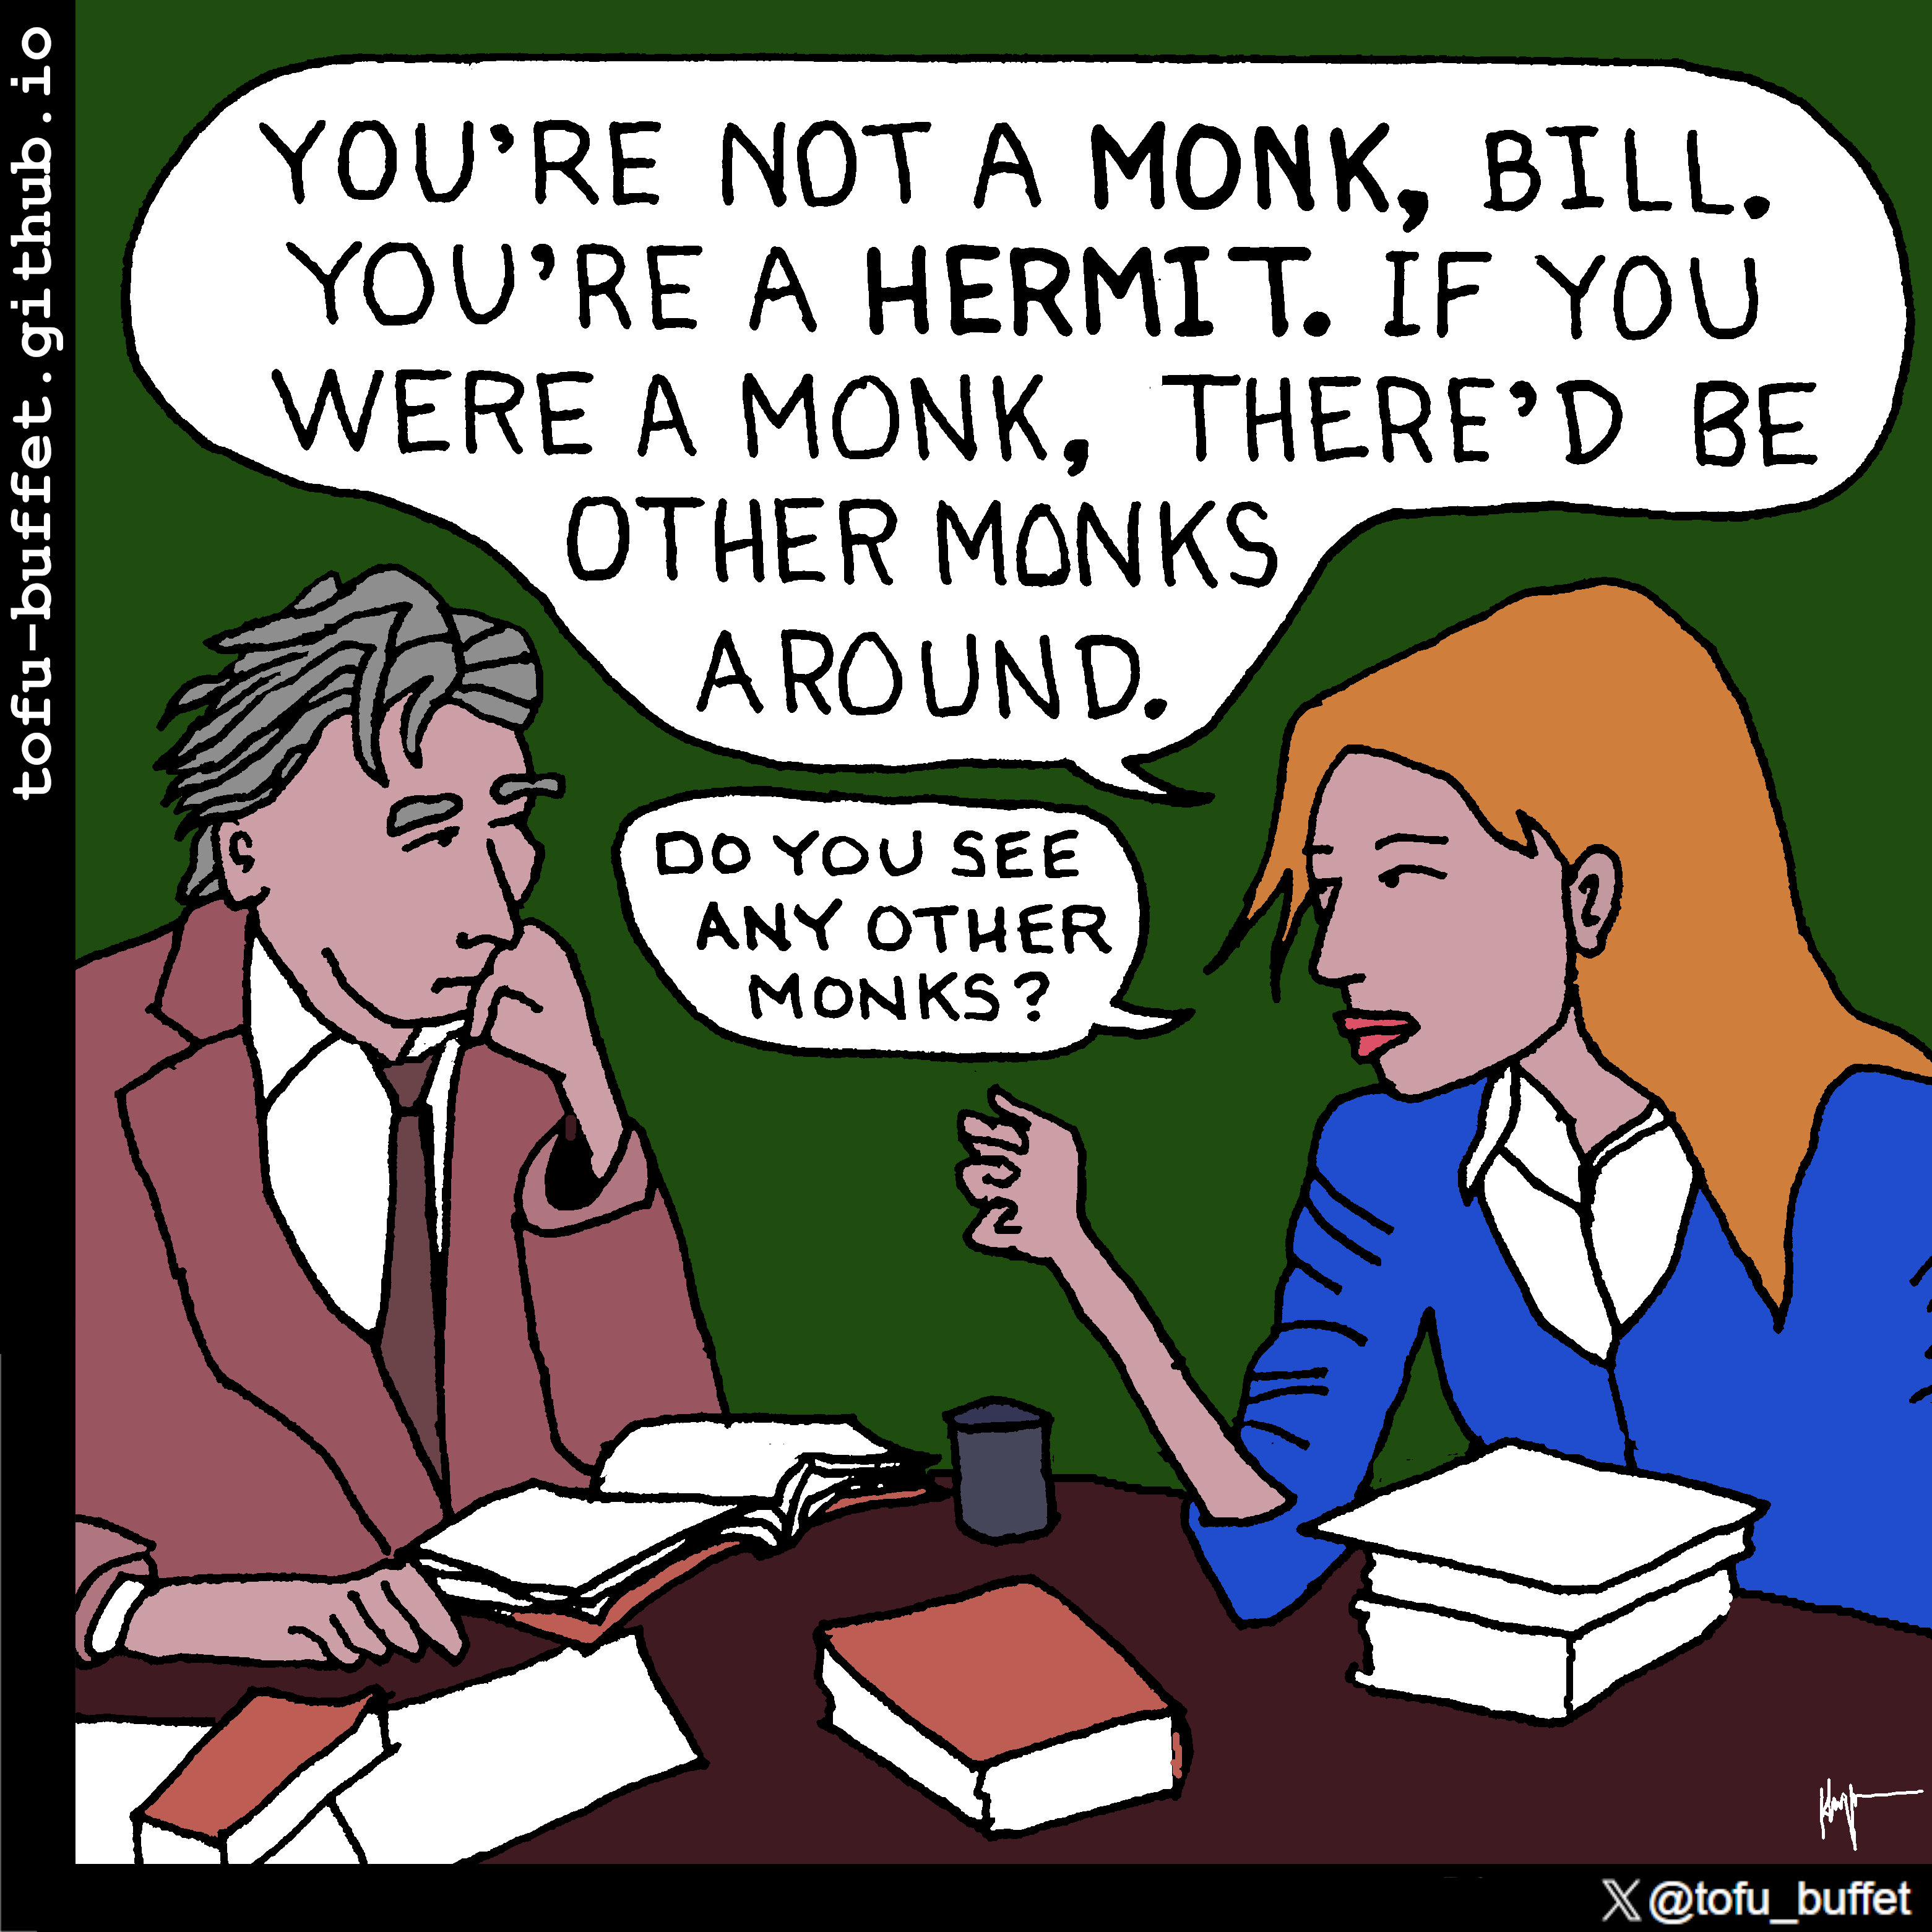 tofu-buffet.github.io
YOU'RE NOT A MONK, BILL.
YOU'RE A HERMIT. IF YOU
WERE A MONK, THERE'D BE
OTHER MONKS
AROUND.
DO YOU SEE
ANY OTHER
MONKS?
𝕏 @tofu_buffet